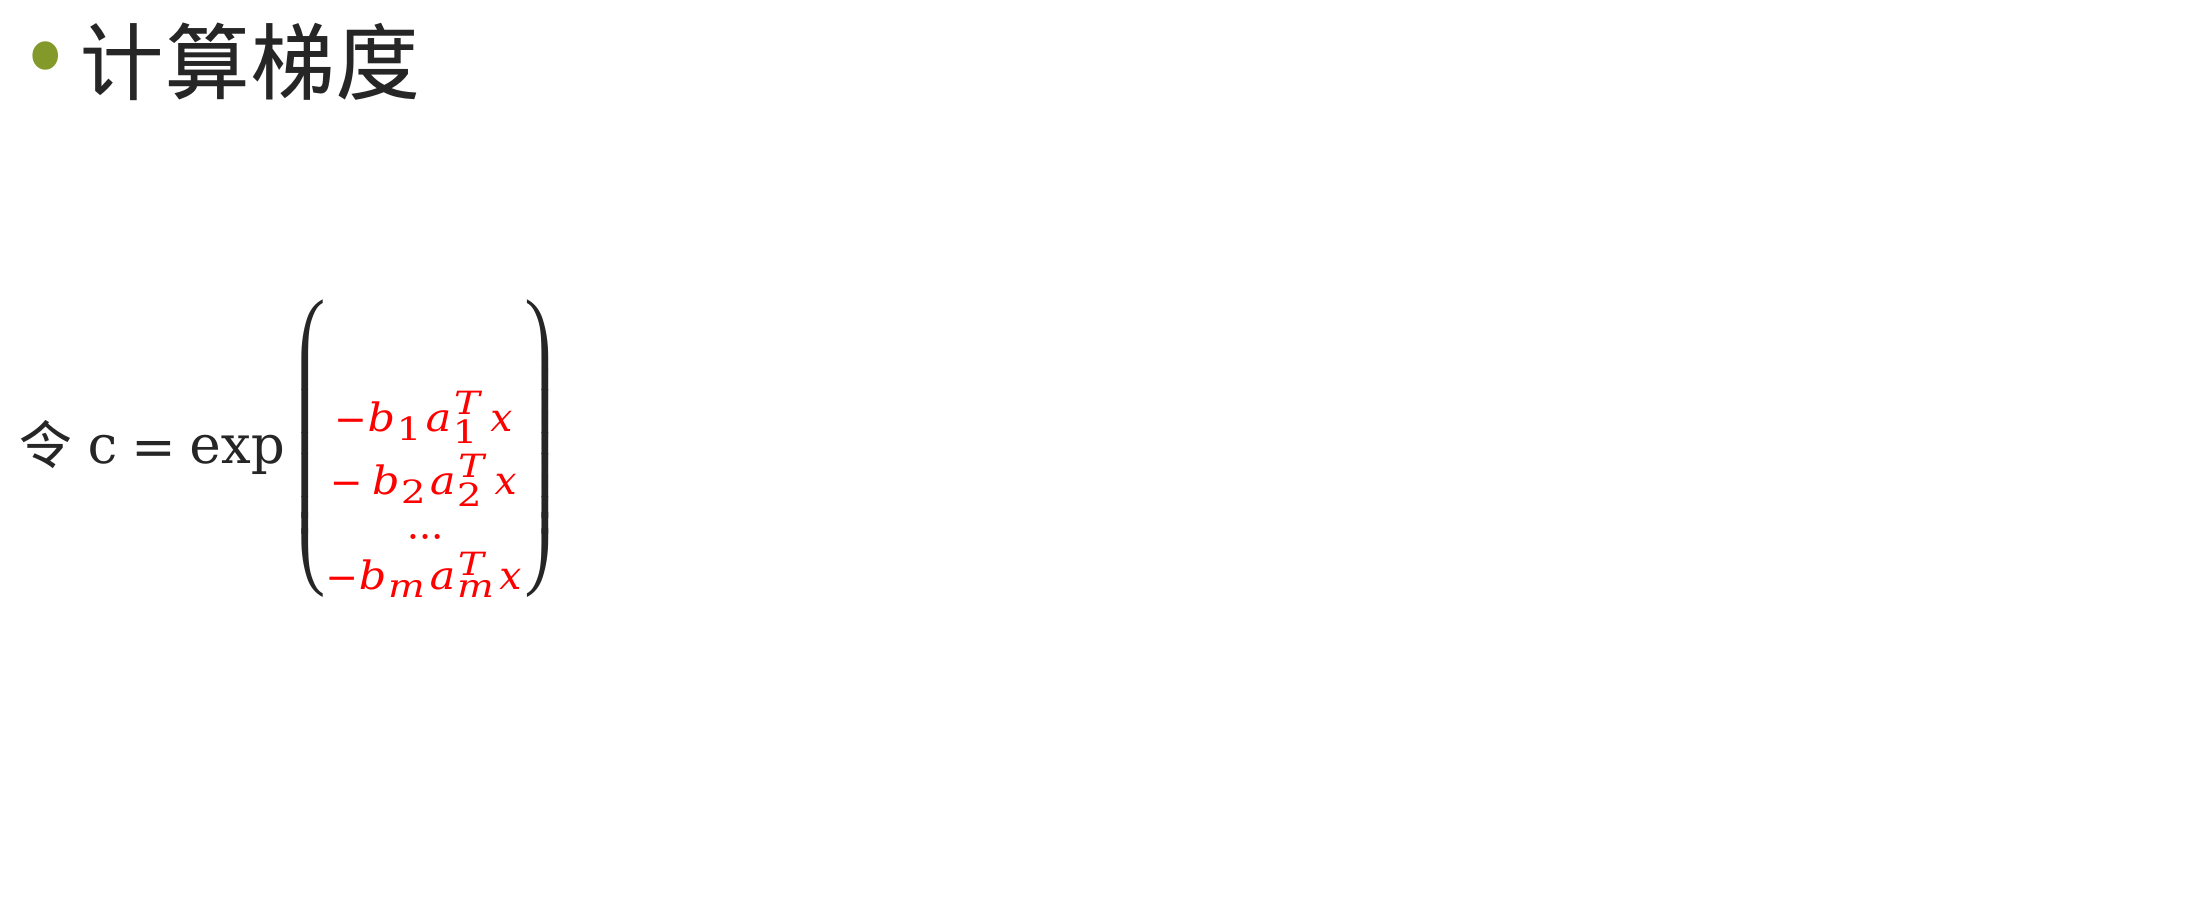 • 计算梯度
令 c = exp
−b₁a₁ᵀx
− b₂a₂ᵀx
...
−bₘaₘᵀx